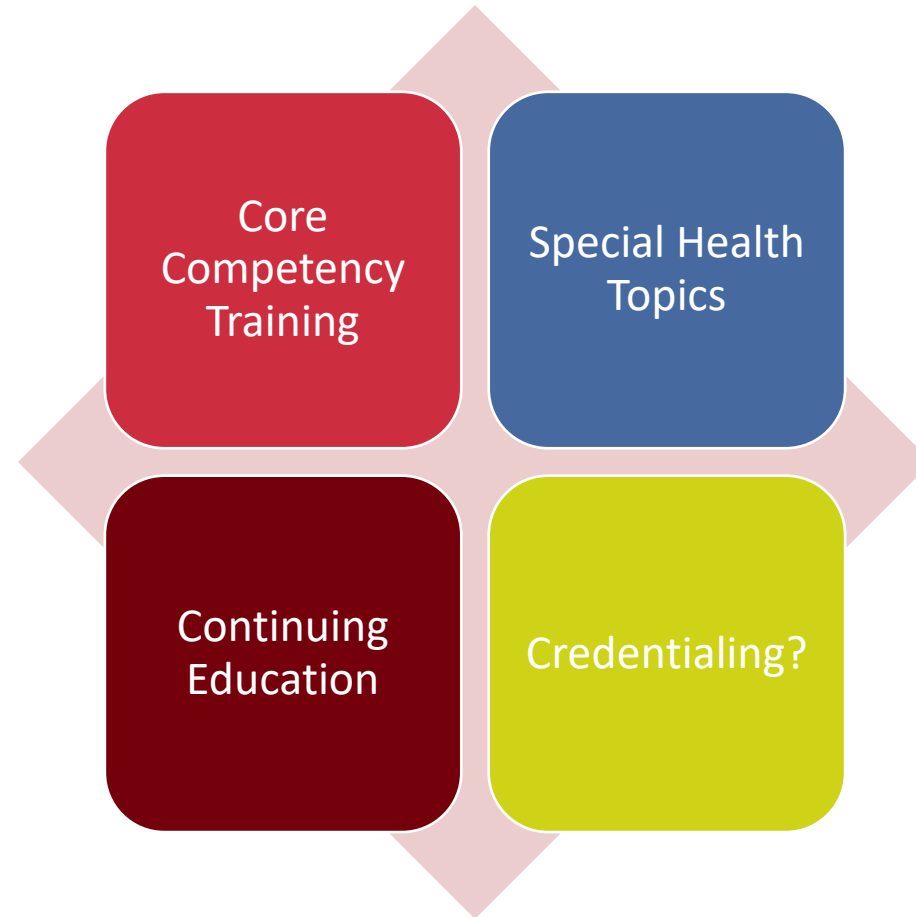 Core
Competency
Training
Special Health
Topics
Continuing
Education
Credentialing?